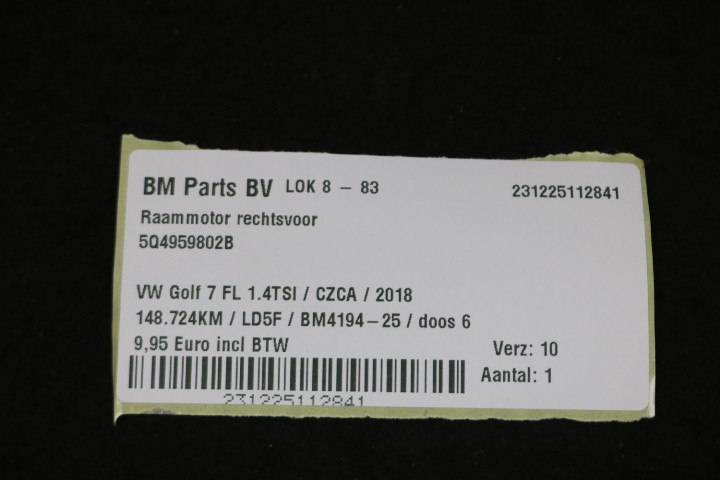 BM Parts BV LOK 8 - 83 231225112841
Raammotor rechtsvoor
5Q4959802B
VW Golf 7 FL 1.4TSI / CZCA / 2018
148.724KM / LD5F / BM4194-25 / doos 6
9,95 Euro incl BTW Verz: 10
Aantal: 1
231225112841